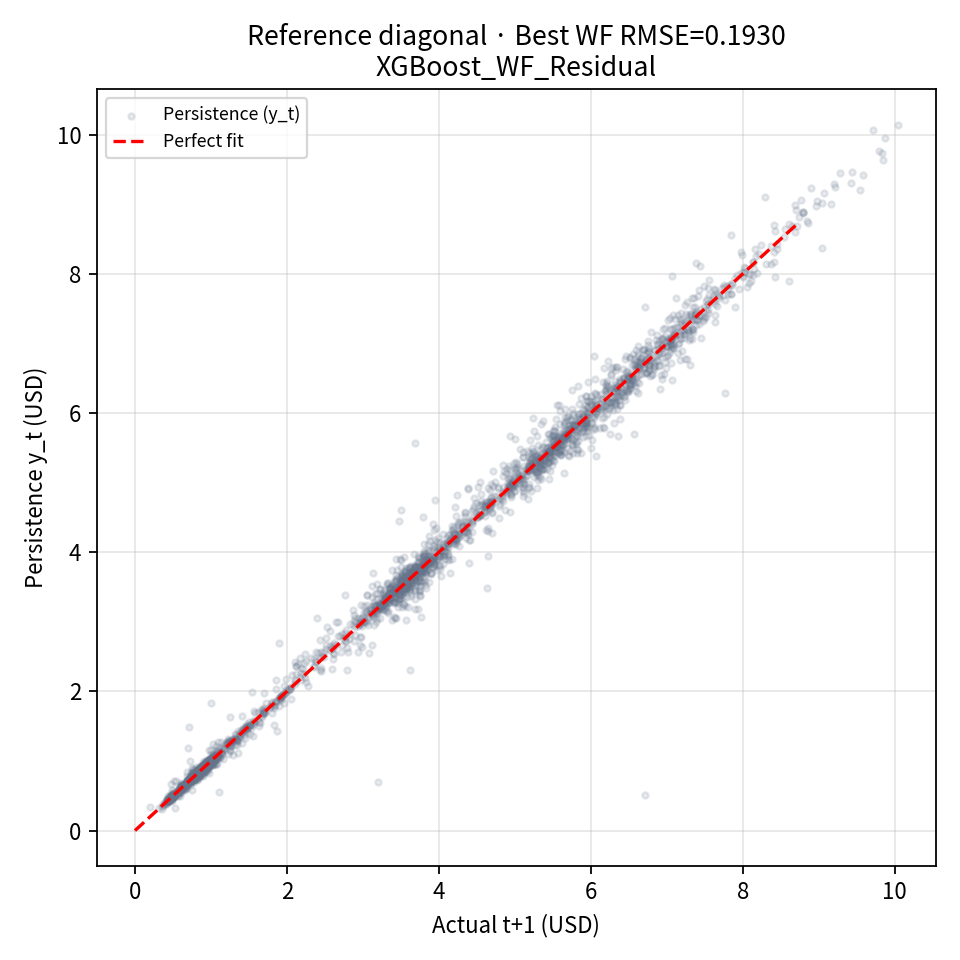 Reference diagonal · Best WF RMSE=0.1930
XGBoost_WF_Residual
Persistence (y_t)
Perfect fit
Persistence y_t (USD)
10
8
6
4
2
0
0 2 4 6 8 10
Actual t+1 (USD)